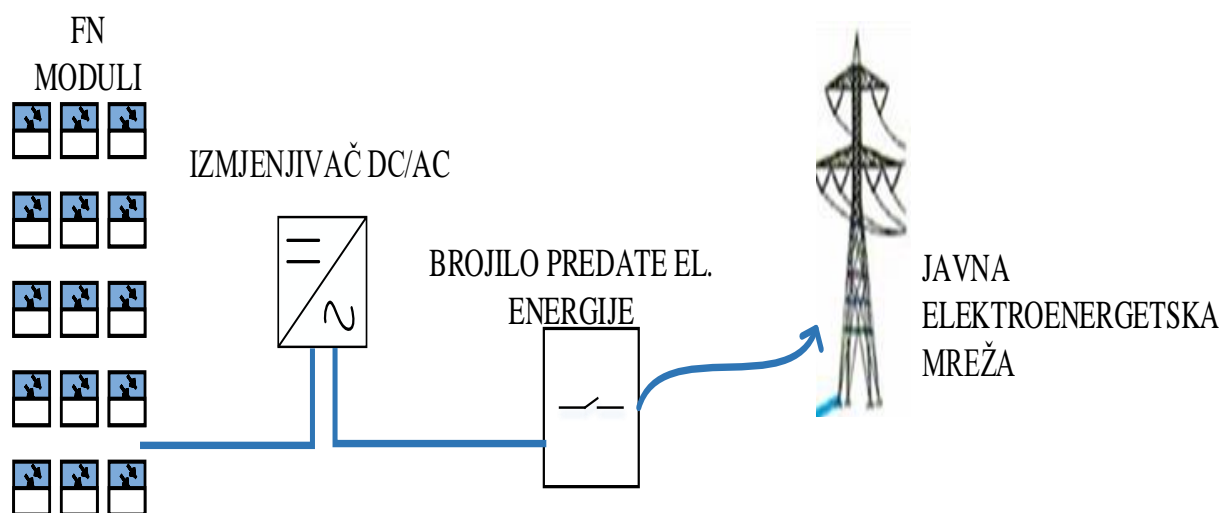 FN
MODULI
IZMJENJIVAČ DC/AC
BROJILO PREDATE EL.
ENERGIJE
JAVNA
ELEKTROENERGETSKA
MREŽA